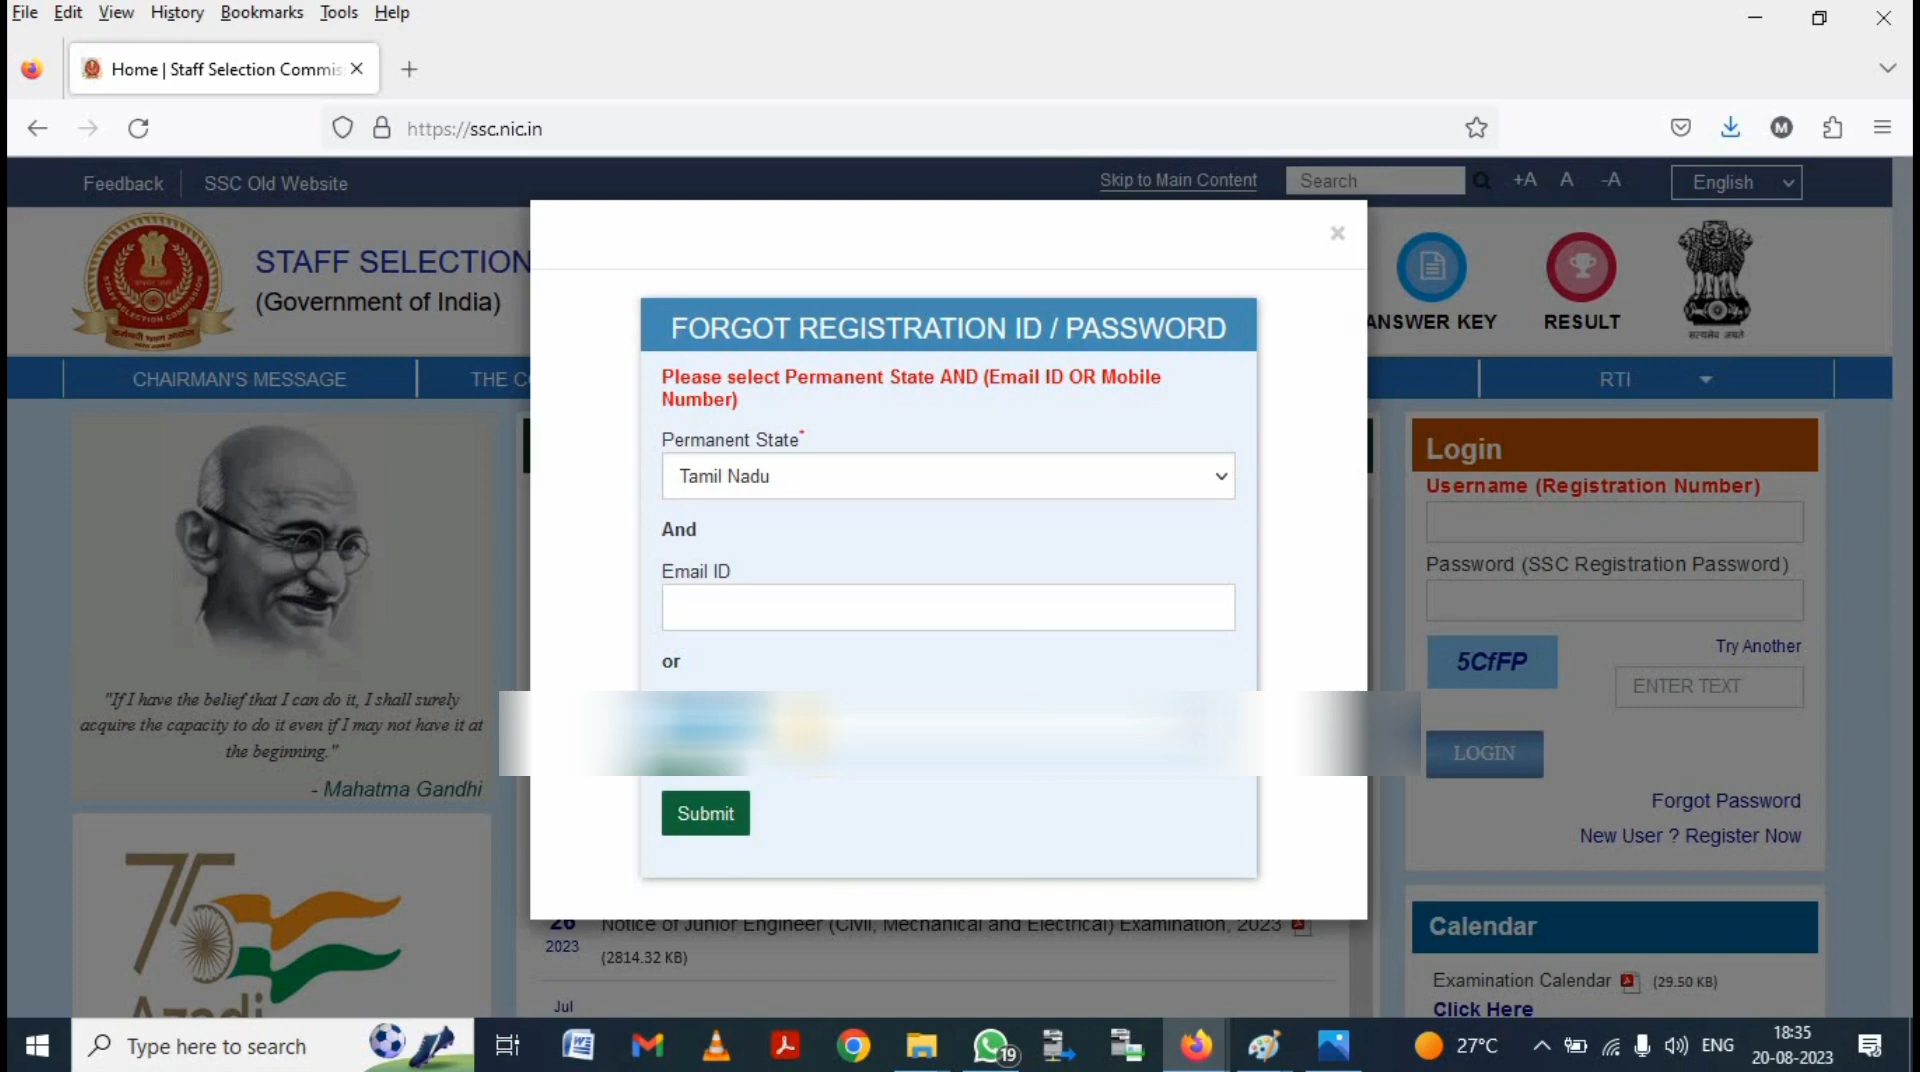 File Edit View History Bookmarks Tools Help
Home | Staff Selection Commis
https://ssc.nic.in
Feedback SSC Old Website Skip to Main Content Search +A A -A English
STAFF SELECTION
(Government of India)
ANSWER KEY RESULT
सत्यमेव जयते
CHAIRMAN'S MESSAGE THE C RTI
FORGOT REGISTRATION ID / PASSWORD
Please select Permanent State AND (Email ID OR Mobile
Number)
Permanent State*
Tamil Nadu
And
Email ID
or
Submit
"If I have the belief that I can do it, I shall surely
acquire the capacity to do it even if I may not have it at
the beginning."
- Mahatma Gandhi
75
Azadi
26
2023
Notice of Junior Engineer (Civil, Mechanical and Electrical) Examination, 2023
(2814.32 KB)
Jul
Login
Username (Registration Number)
Password (SSC Registration Password)
5CfFP
Try Another
ENTER TEXT
LOGIN
Forgot Password
New User ? Register Now
Calendar
Examination Calendar (29.50 KB)
Click Here
Type here to search
19
27°C
ENG
18:35
20-08-2023